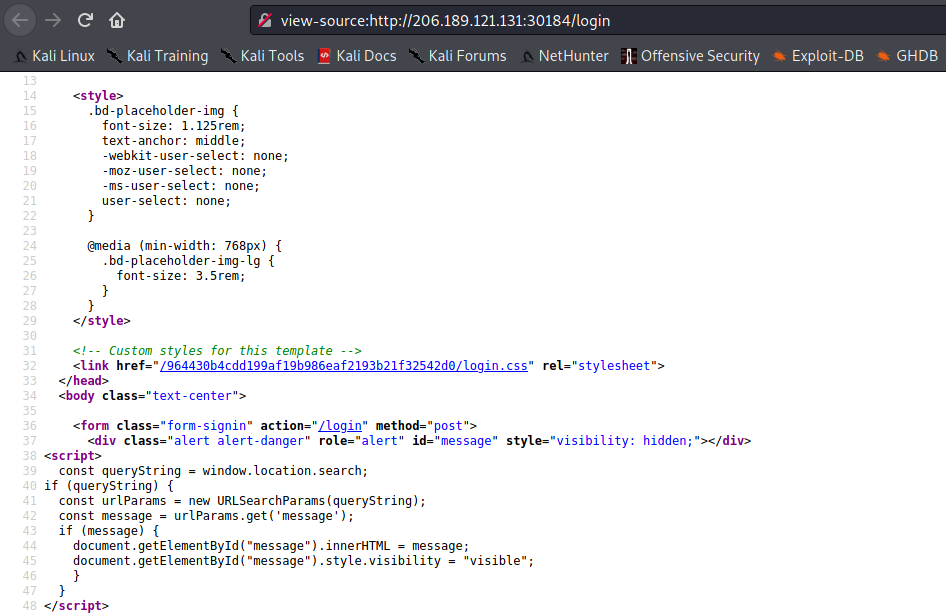 view-source:http://206.189.121.131:30184/login
Kali Linux Kali Training Kali Tools Kali Docs Kali Forums NetHunter Offensive Security Exploit-DB GHDB
13
14 <style>
15 .bd-placeholder-img {
16 font-size: 1.125rem;
17 text-anchor: middle;
18 -webkit-user-select: none;
19 -moz-user-select: none;
20 -ms-user-select: none;
21 user-select: none;
22 }
23
24 @media (min-width: 768px) {
25 .bd-placeholder-img-lg {
26 font-size: 3.5rem;
27 }
28 }
29 </style>
30
31 <!-- Custom styles for this template -->
32 <link href="/964430b4cdd199af19b986eaf2193b21f32542d0/login.css" rel="stylesheet">
33 </head>
34 <body class="text-center">
35
36 <form class="form-signin" action="/login" method="post">
37 <div class="alert alert-danger" role="alert" id="message" style="visibility: hidden;"></div>
38 <script>
39 const queryString = window.location.search;
40 if (queryString) {
41 const urlParams = new URLSearchParams(queryString);
42 const message = urlParams.get('message');
43 if (message) {
44 document.getElementById("message").innerHTML = message;
45 document.getElementById("message").style.visibility = "visible";
46 }
47 }
48 </script>